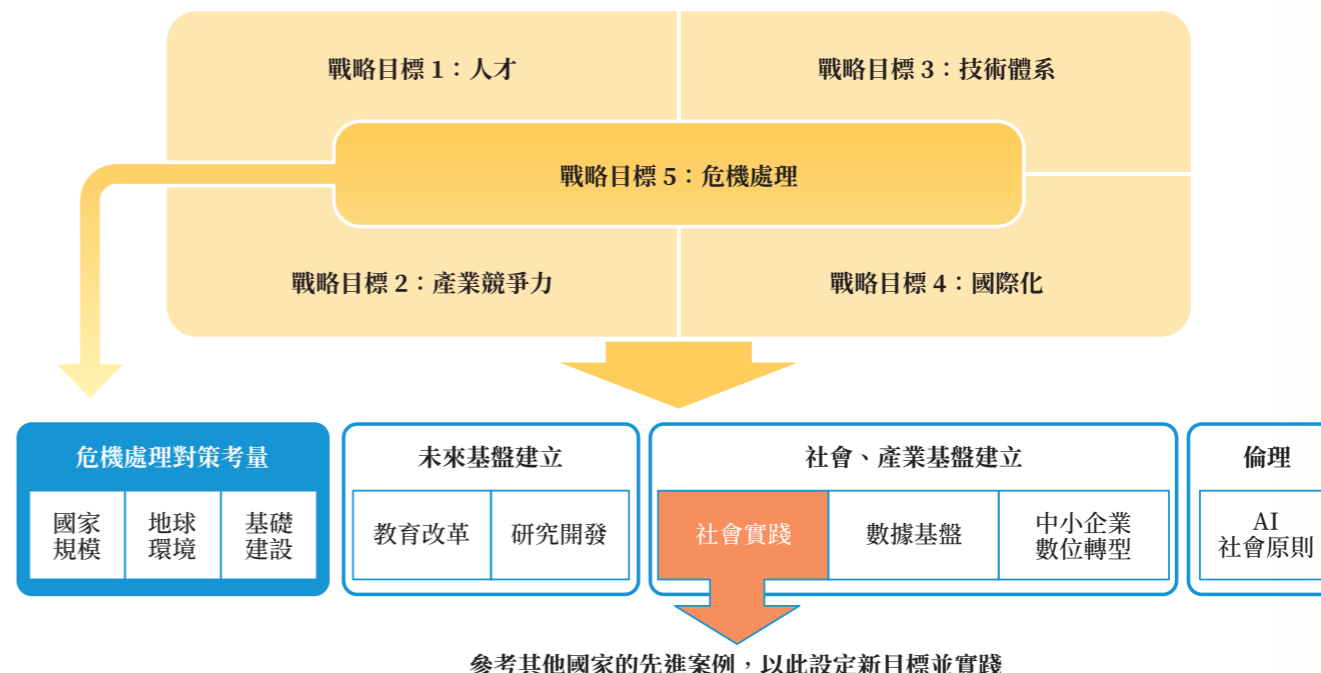 戰略目標 1：人才
戰略目標 3：技術體系
戰略目標 5：危機處理
戰略目標 2：產業競爭力
戰略目標 4：國際化
危機處理對策考量
國家
規模
地球
環境
基礎
建設
未來基盤建立
教育改革
研究開發
社會、產業基盤建立
社會實踐
數據基盤
中小企業
數位轉型
倫理
AI
社會原則
參考其他國家的先進案例，以此設定新目標並實踐